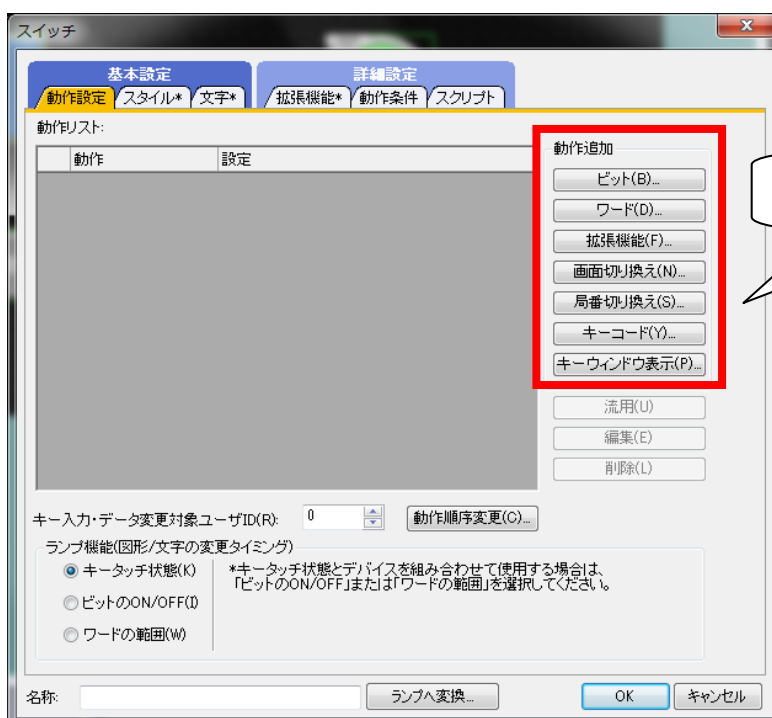 スイッチ
基本設定
詳細設定
動作設定 スタイル* 文字* 拡張機能* 動作条件 スクリプト
動作リスト:
動作 設定
動作追加
ビット(B)...
ワード(D)...
拡張機能(F)...
画面切り換え(N)...
局番切り換え(S)...
キーコード(Y)...
キーウィンドウ表示(P)...
流用(U)
編集(E)
削除(L)
キー入力・データ変更対象ユーザID(R): 0 動作順序変更(C)...
ランプ機能(図形/文字の変更タイミング)
キータッチ状態(K)
ビットのON/OFF(I)
ワードの範囲(W)
*キータッチ状態とデバイスを組み合わせて使用する場合は、
「ビットのON/OFF」または「ワードの範囲」を選択してください。
名称: ランプへ変換... OK キャンセル